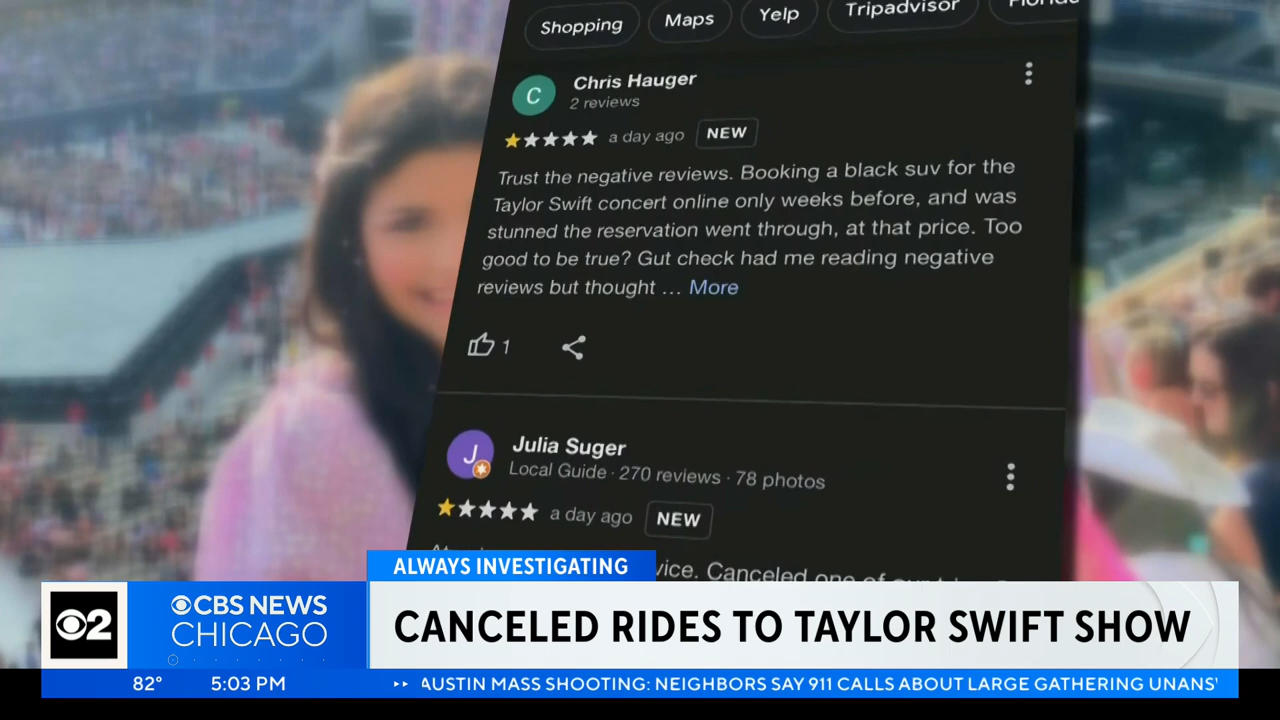 Shopping
Maps
Yelp
Tripadvisor
Chris Hauger
2 reviews
a day ago
NEW
Trust the negative reviews. Booking a black suv for the
Taylor Swift concert online only weeks before, and was
stunned the reservation went through, at that price. Too
good to be true? Gut check had me reading negative
reviews but thought ... More
1
J
Julia Suger
Local Guide · 270 reviews · 78 photos
a day ago
NEW
Canceled one of
ALWAYS INVESTIGATING
2
CBS NEWS
CHICAGO
CANCELED RIDES TO TAYLOR SWIFT SHOW
82°
5:03 PM
AUSTIN MASS SHOOTING: NEIGHBORS SAY 911 CALLS ABOUT LARGE GATHERING UNANS